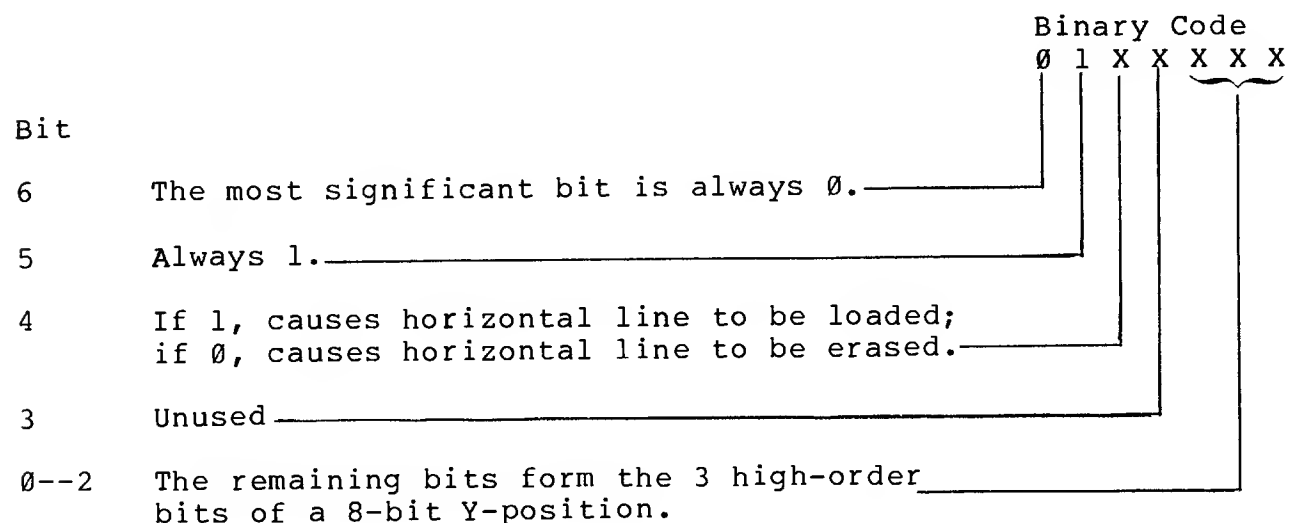 Binary Code
Ø 1 X X X X X
Bit
6 The most significant bit is always Ø.
5 Always 1.
4 If 1, causes horizontal line to be loaded;
if Ø, causes horizontal line to be erased.
3 Unused
Ø--2 The remaining bits form the 3 high-order
bits of a 8-bit Y-position.